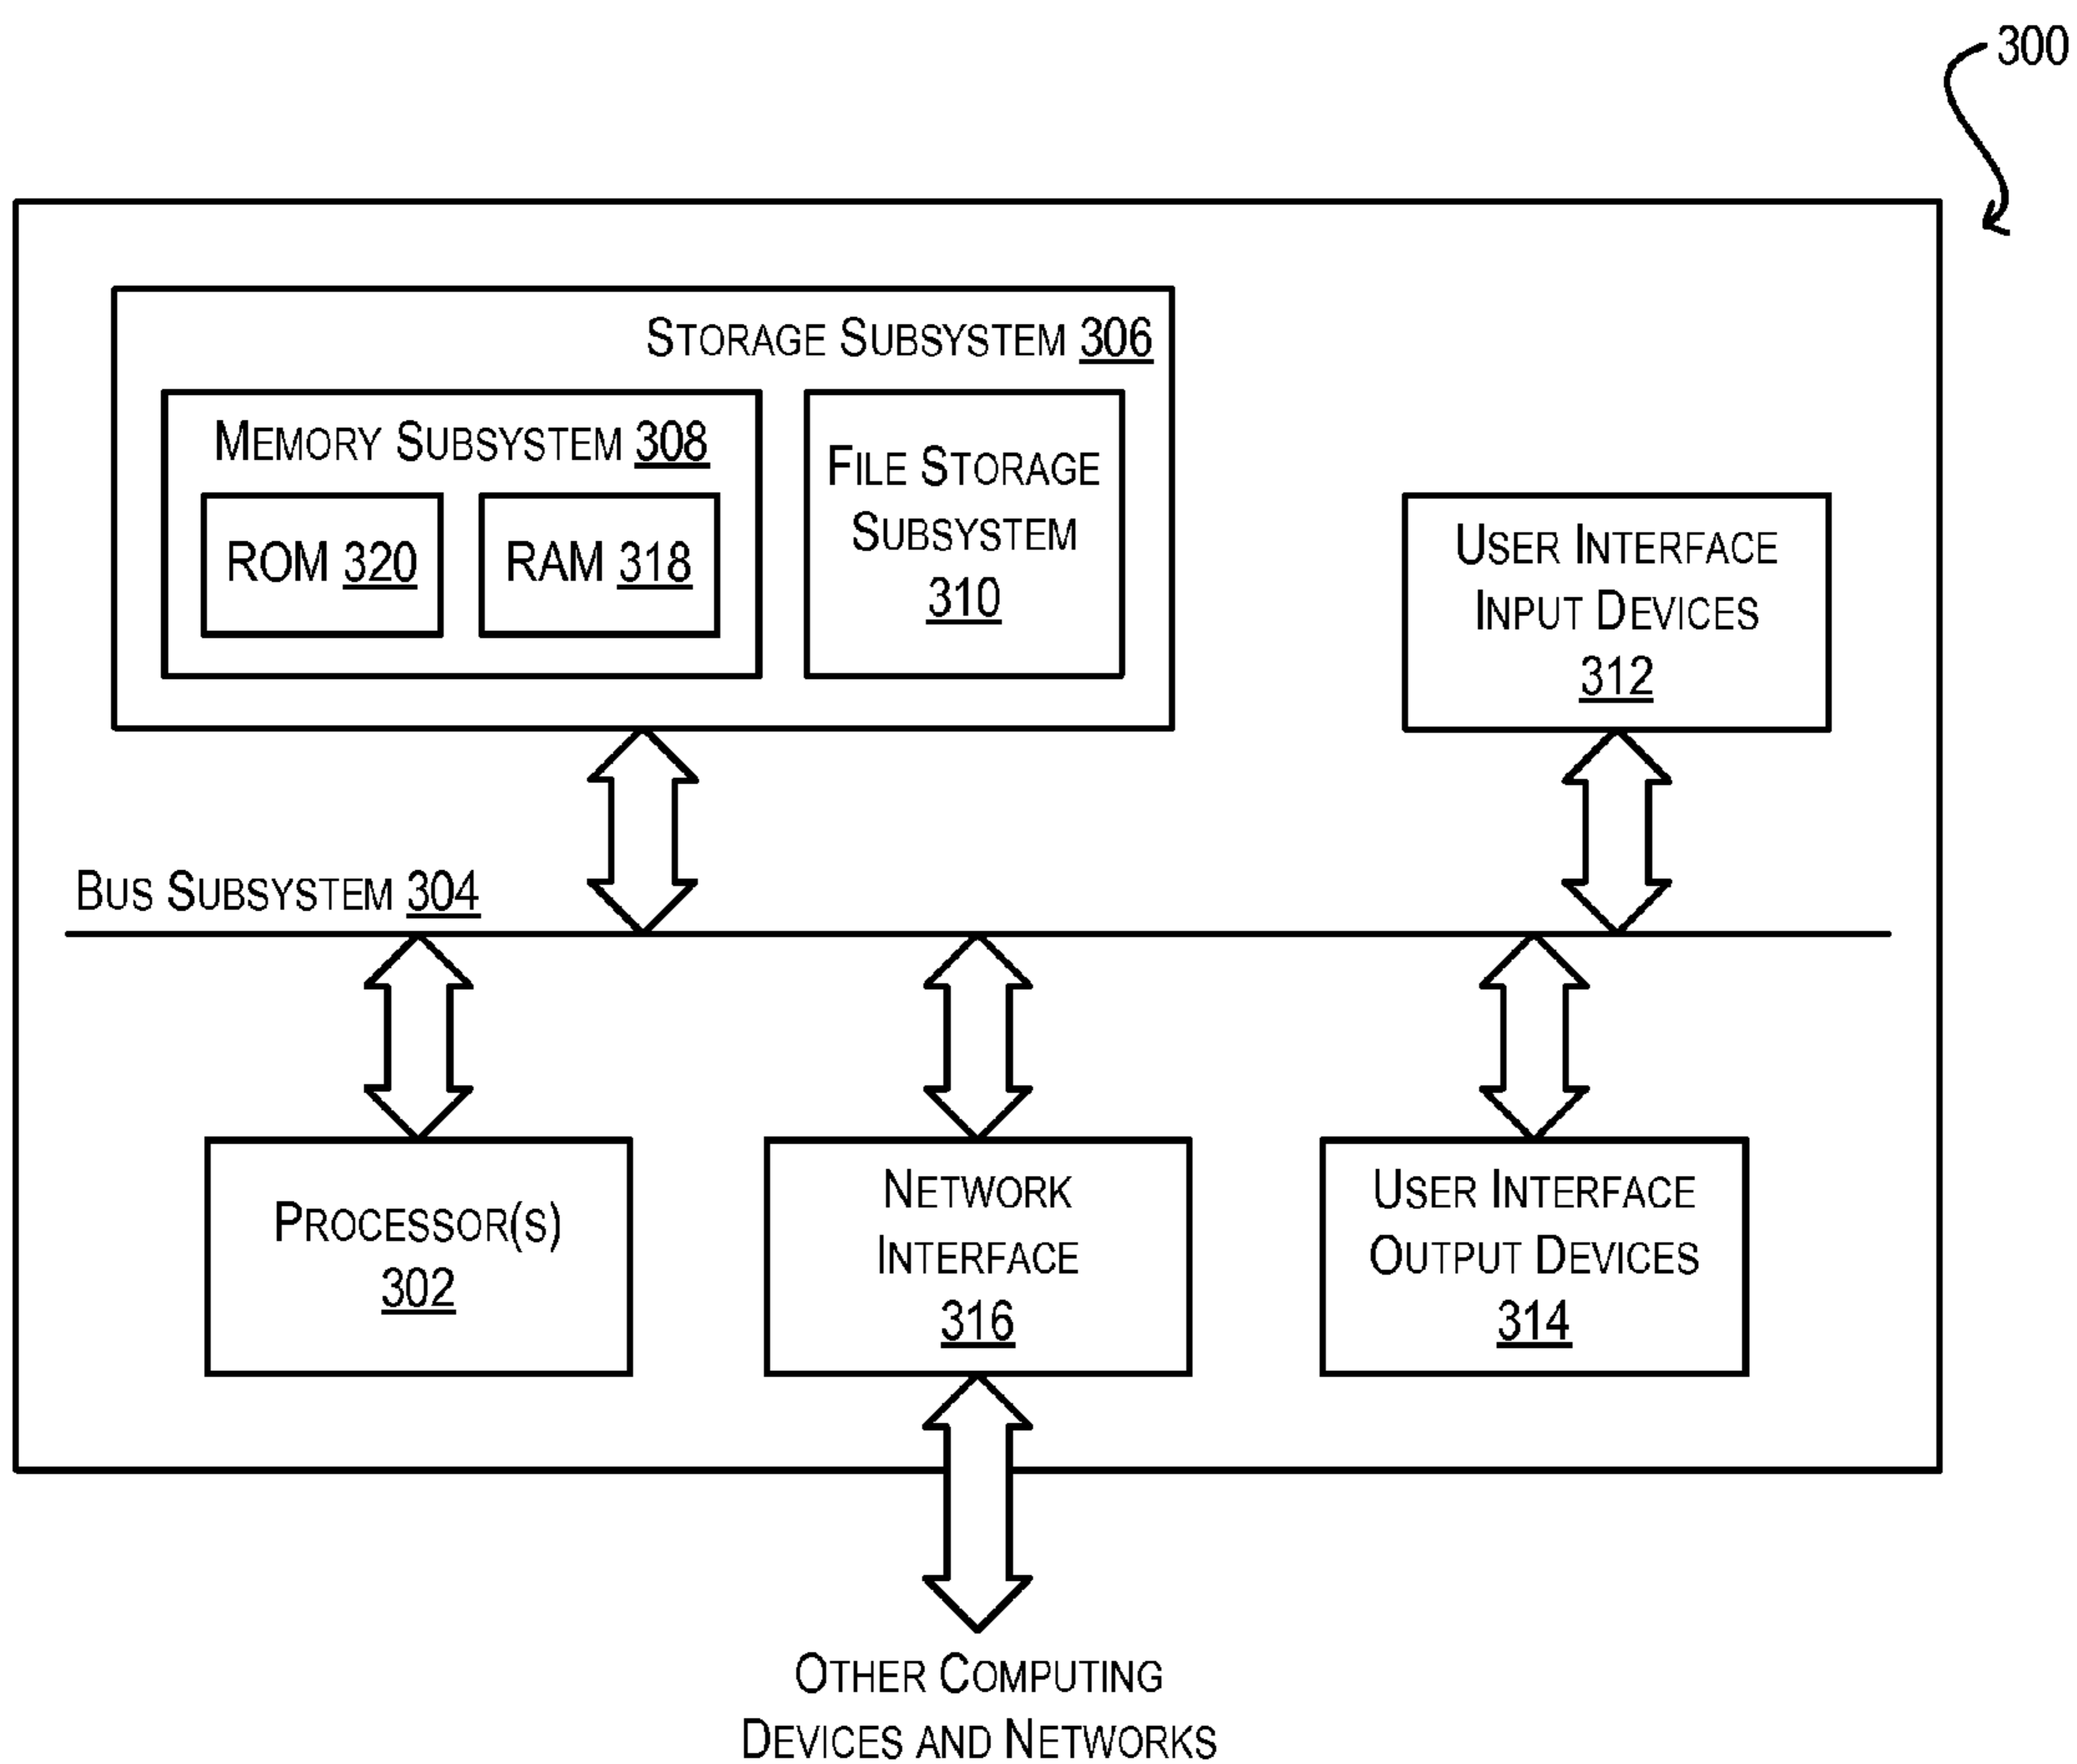 300
STORAGE SUBSYSTEM 306
MEMORY SUBSYSTEM 308
ROM 320
RAM 318
FILE STORAGE
SUBSYSTEM
310
USER INTERFACE
INPUT DEVICES
312
BUS SUBSYSTEM 304
PROCESSOR(S)
302
NETWORK
INTERFACE
316
USER INTERFACE
OUTPUT DEVICES
314
OTHER COMPUTING
DEVICES AND NETWORKS